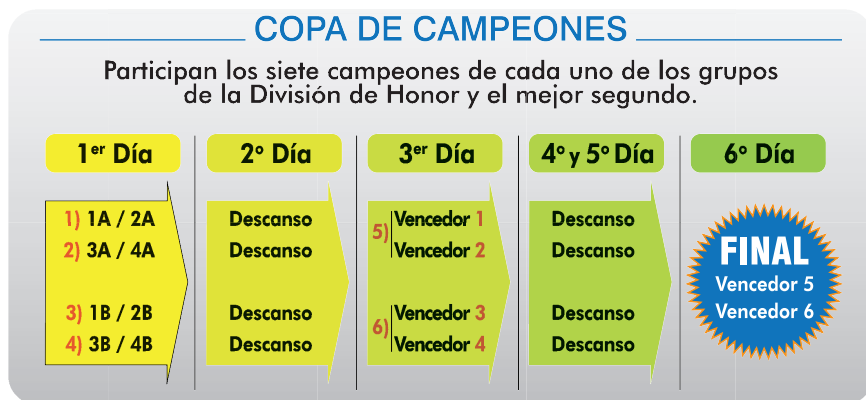 COPA DE CAMPEONES
Participan los siete campeones de cada uno de los grupos
de la División de Honor y el mejor segundo.
1er Día
2º Día
3er Día
4º y 5º Día
6º Día
1) 1A / 2A
2) 3A / 4A
3) 1B / 2B
4) 3B / 4B
Descanso
Descanso
Descanso
Descanso
5) Vencedor 1
Vencedor 2
6) Vencedor 3
Vencedor 4
Descanso
Descanso
Descanso
Descanso
FINAL
Vencedor 5
Vencedor 6